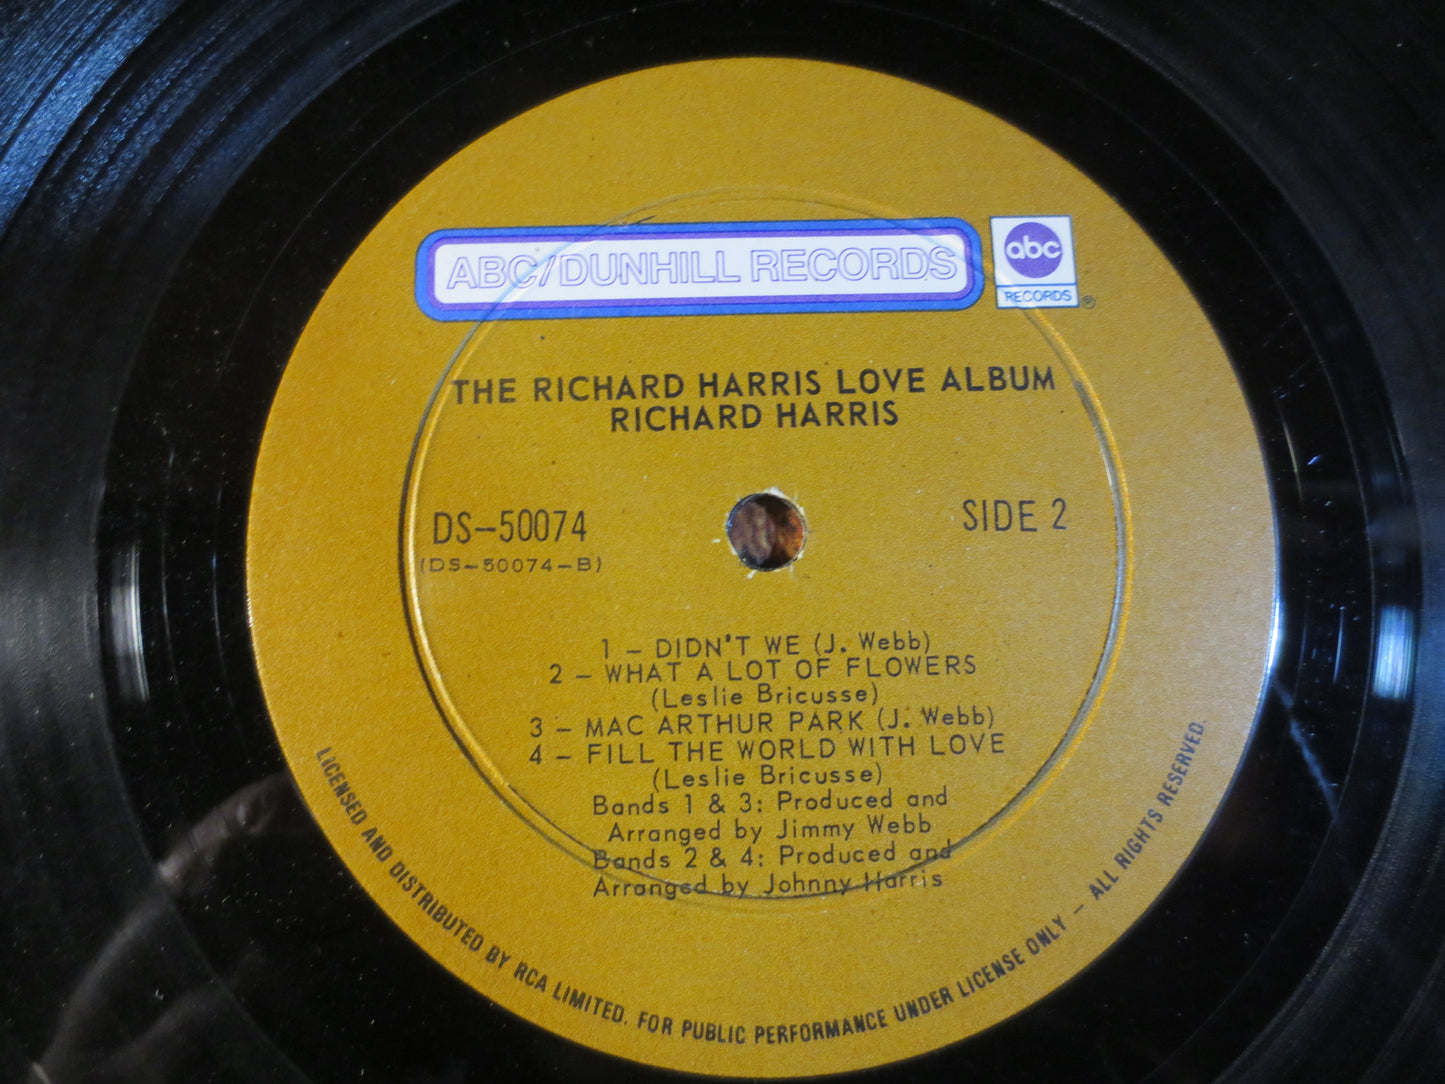 ABC/DUNHILL RECORDS
abc
RECORDS®
THE RICHARD HARRIS LOVE ALBUM
RICHARD HARRIS
DS-50074
SIDE 2
(DS-50074-B)
1 - DIDN'T WE (J. Webb)
2 - WHAT A LOT OF FLOWERS
(Leslie Bricusse)
3 - MAC ARTHUR PARK (J. Webb)
4 - FILL THE WORLD WITH LOVE
(Leslie Bricusse)
Bands 1 & 3: Produced and
Arranged by Jimmy Webb
Bands 2 & 4: Produced and
Arranged by Johnny Harris
LICENSED AND DISTRIBUTED BY RCA LIMITED. FOR PUBLIC PERFORMANCE UNDER LICENSE ONLY - ALL RIGHTS RESERVED.